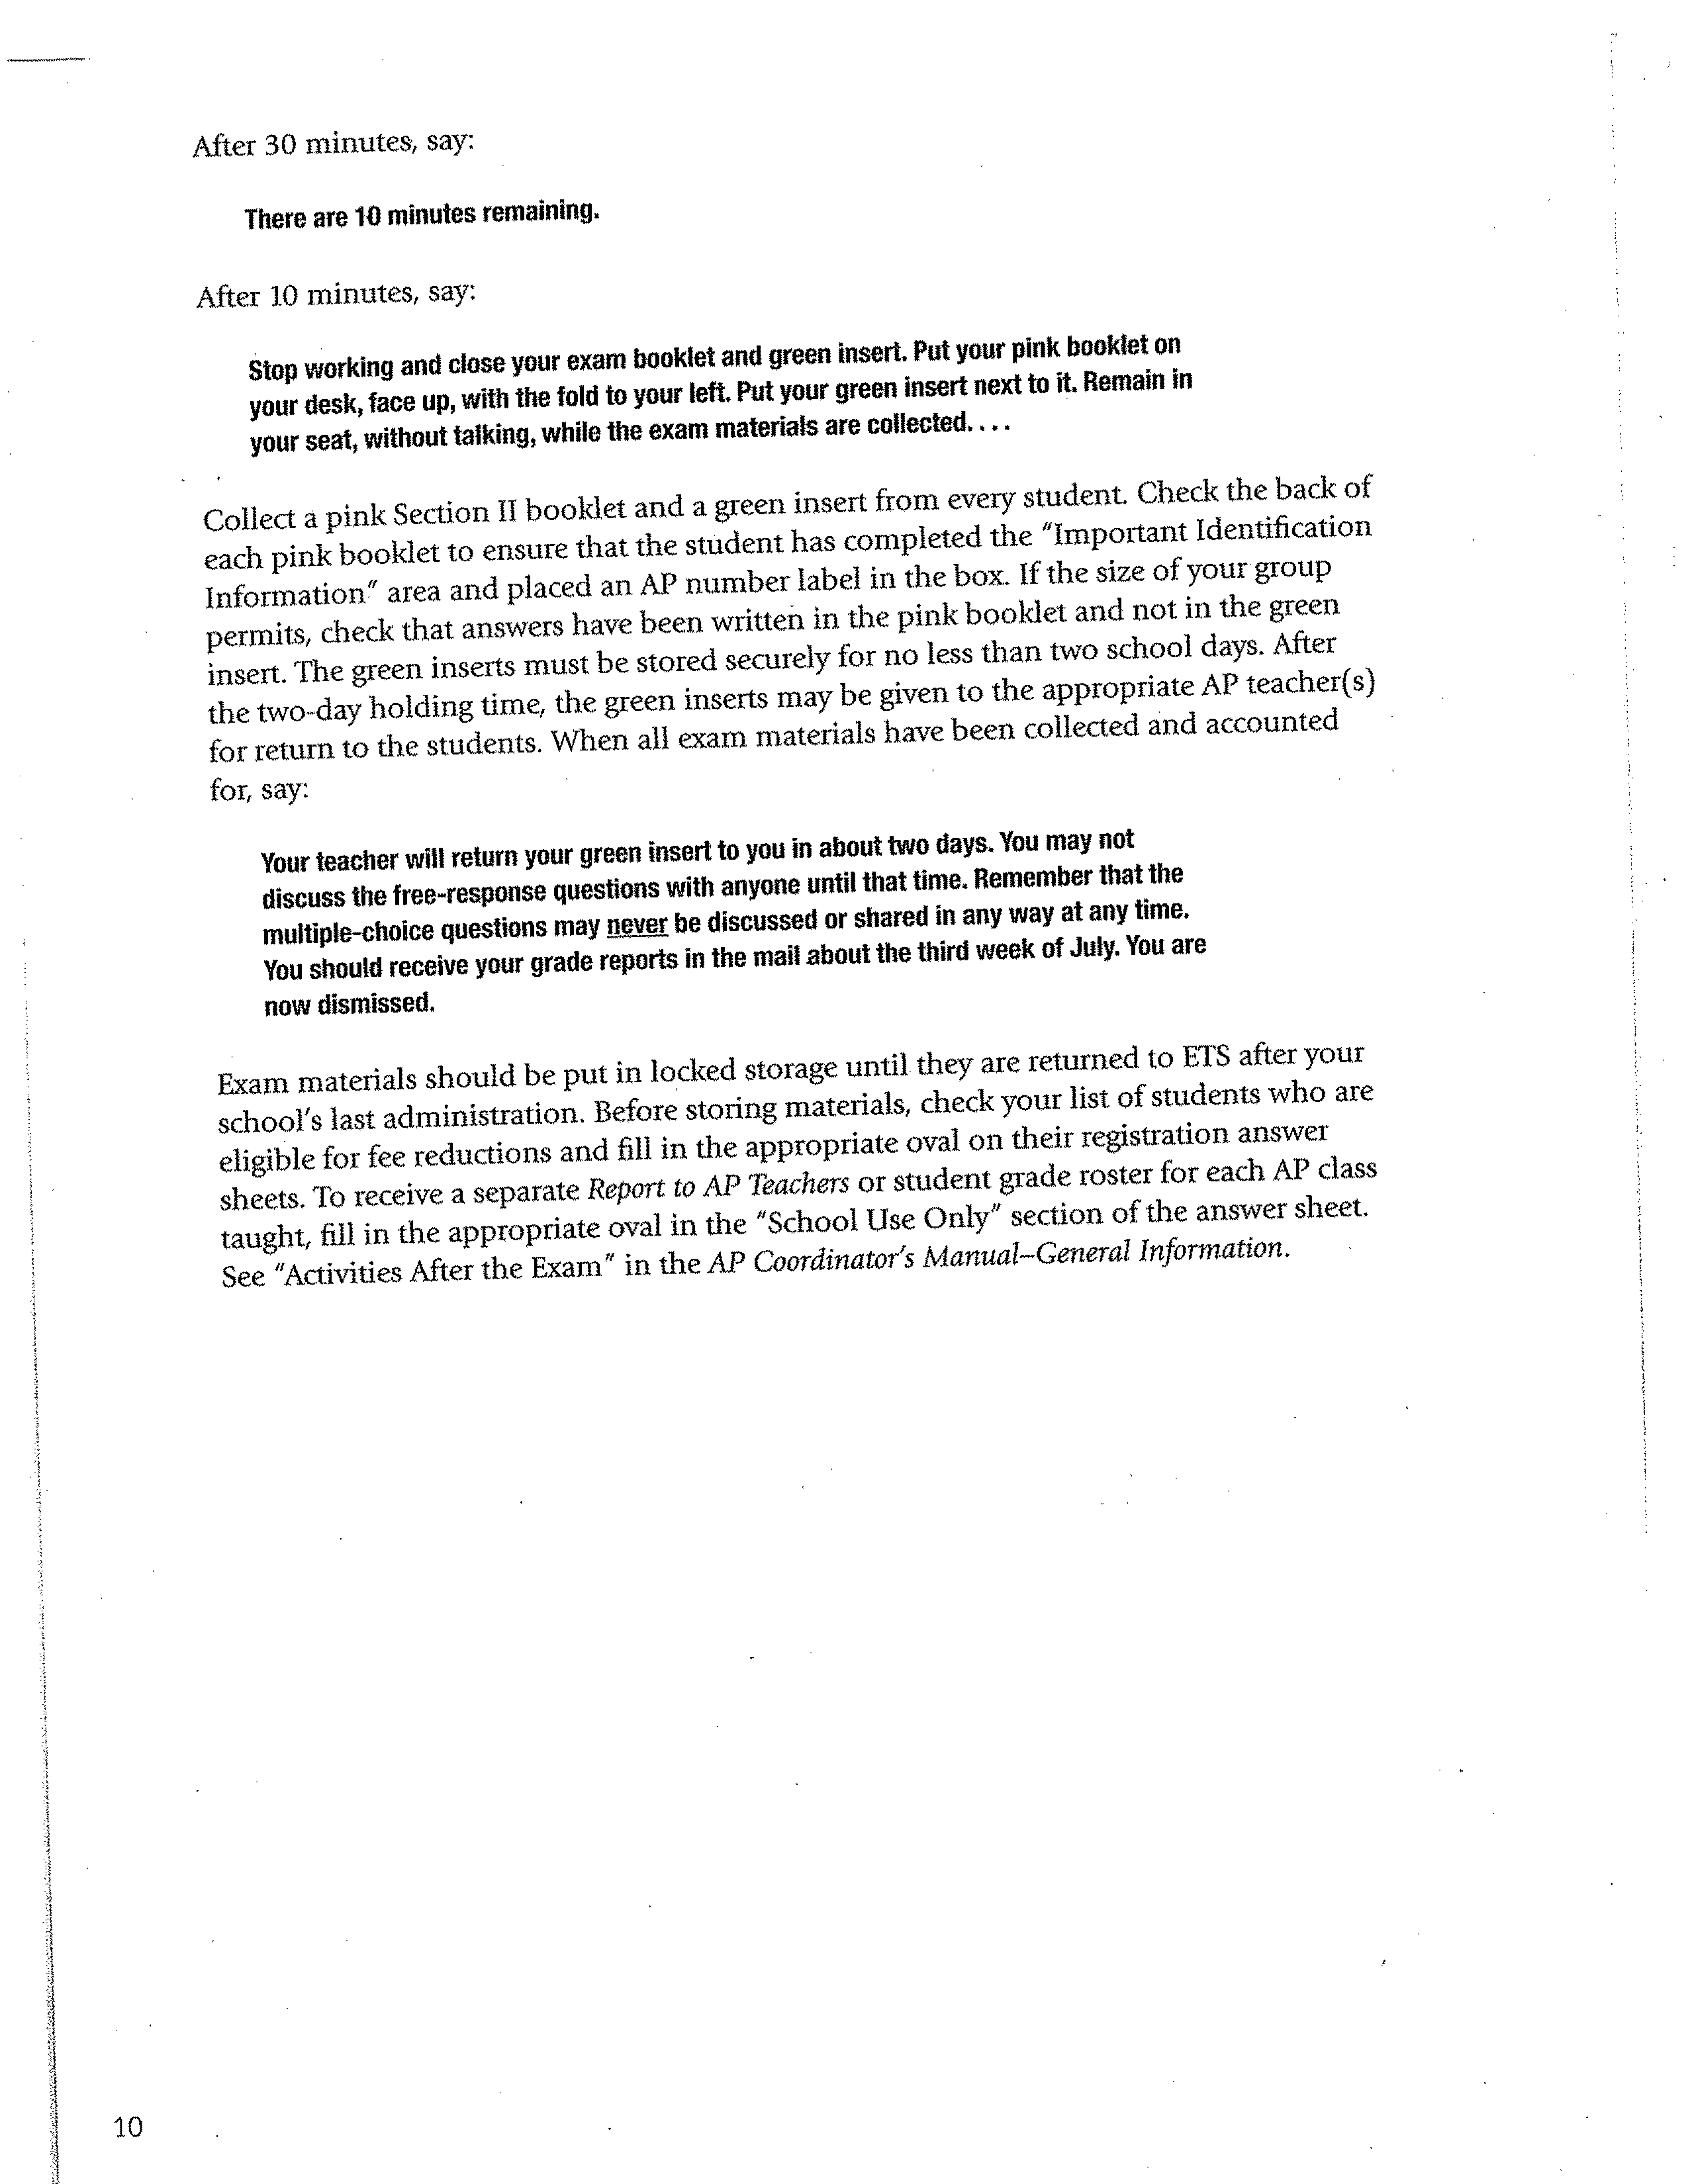 After 30 minutes, say:
There are 10 minutes remaining.
After 10 minutes, say:
Stop working and close your exam booklet and green insert. Put your pink booklet on
your desk, face up, with the fold to your left. Put your green insert next to it. Remain in
your seat, without talking, while the exam materials are collected. . . .
Collect a pink Section II booklet and a green insert from every student. Check the back of
each pink booklet to ensure that the student has completed the "Important Identification
Information" area and placed an AP number label in the box. If the size of your group
permits, check that answers have been written in the pink booklet and not in the green
insert. The green inserts must be stored securely for no less than two school days. After
the two-day holding time, the green inserts may be given to the appropriate AP teacher(s)
for return to the students. When all exam materials have been collected and accounted
for, say:
Your teacher will return your green insert to you in about two days. You may not
discuss the free-response questions with anyone until that time. Remember that the
multiple-choice questions may never be discussed or shared in any way at any time.
You should receive your grade reports in the mail about the third week of July. You are
now dismissed.
Exam materials should be put in locked storage until they are returned to ETS after your
school's last administration. Before storing materials, check your list of students who are
eligible for fee reductions and fill in the appropriate oval on their registration answer
sheets. To receive a separate Report to AP Teachers or student grade roster for each AP class
taught, fill in the appropriate oval in the "School Use Only" section of the answer sheet.
See "Activities After the Exam" in the AP Coordinator's Manual–General Information.
10